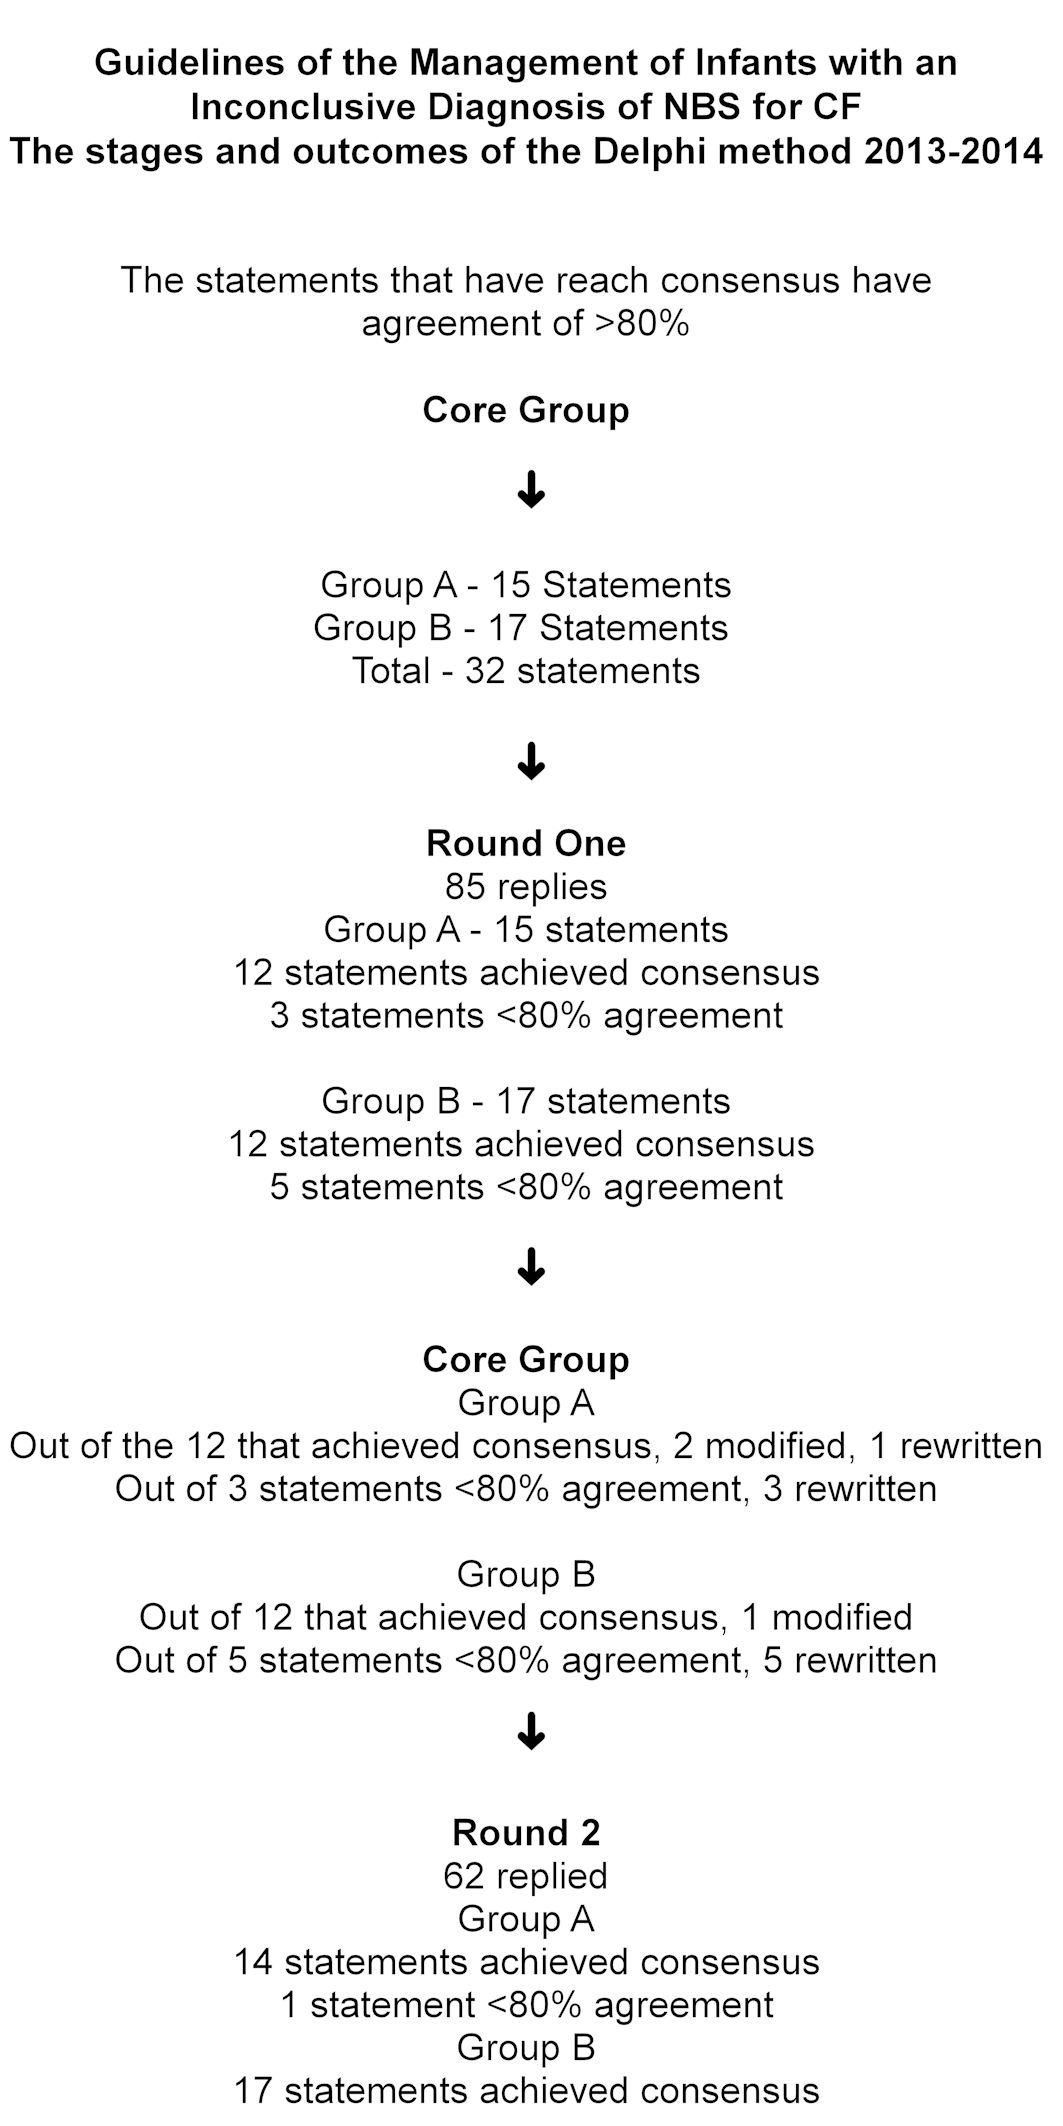 Guidelines of the Management of Infants with an
Inconclusive Diagnosis of NBS for CF
The stages and outcomes of the Delphi method 2013-2014
The statements that have reach consensus have
agreement of >80%
Core Group
Group A - 15 Statements
Group B - 17 Statements
Total - 32 statements
Round One
85 replies
Group A - 15 statements
12 statements achieved consensus
3 statements <80% agreement
Group B - 17 statements
12 statements achieved consensus
5 statements <80% agreement
Core Group
Group A
Out of the 12 that achieved consensus, 2 modified, 1 rewritten
Out of 3 statements <80% agreement, 3 rewritten
Group B
Out of 12 that achieved consensus, 1 modified
Out of 5 statements <80% agreement, 5 rewritten
Round 2
62 replied
Group A
14 statements achieved consensus
1 statement <80% agreement
Group B
17 statements achieved consensus